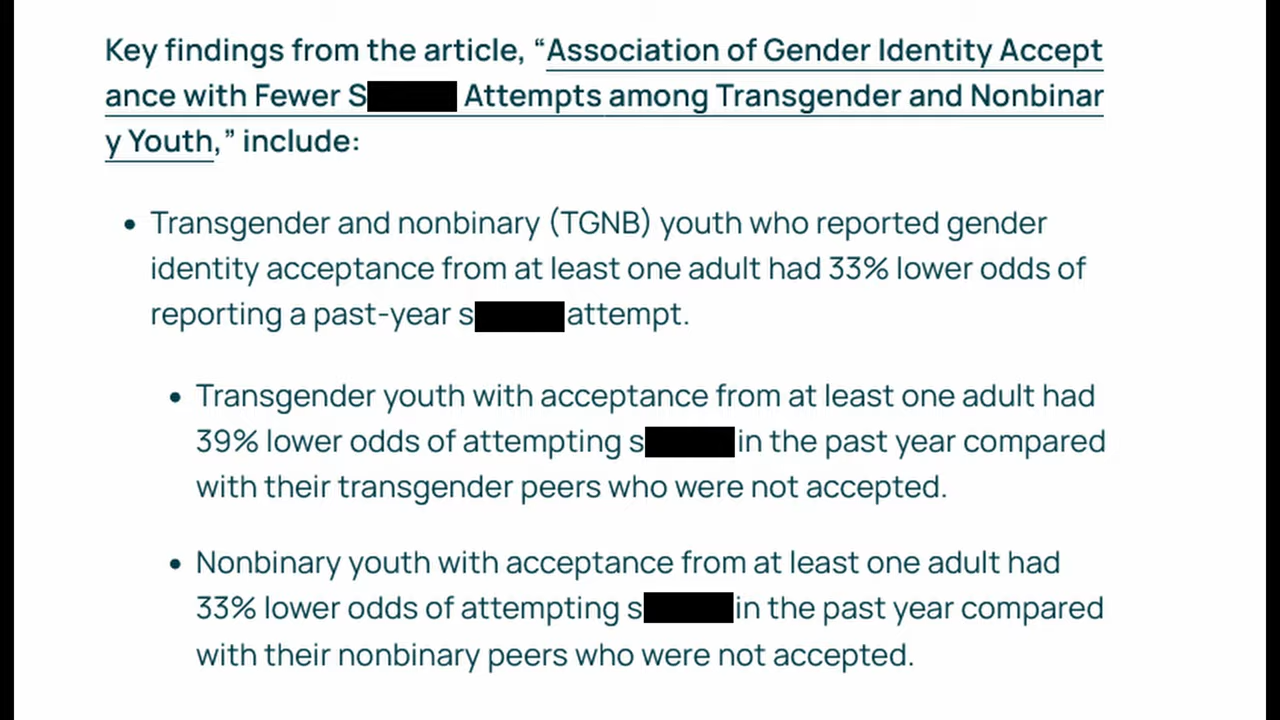 Key findings from the article, “Association of Gender Identity Accept
ance with Fewer S Attempts among Transgender and Nonbinar
y Youth,” include:
• Transgender and nonbinary (TGNB) youth who reported gender
identity acceptance from at least one adult had 33% lower odds of
reporting a past-year s attempt.
• Transgender youth with acceptance from at least one adult had
39% lower odds of attempting s in the past year compared
with their transgender peers who were not accepted.
• Nonbinary youth with acceptance from at least one adult had
33% lower odds of attempting s in the past year compared
with their nonbinary peers who were not accepted.